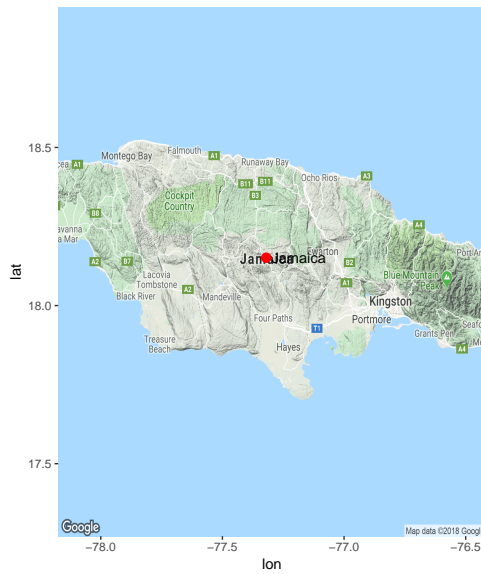 18.5
18.0
17.5
lat
A1
Montego Bay
Falmouth
A1
Runaway Bay
Ocho Rios
A3
B11
B11
B3
Cockpit
Country
B8
A4
A2
B7
Jamaica
Ewarton
B2
A1
Blue Mountain
Peak
Lacovia
Tombstone
A2
Mandeville
Black River
Kingston
Portmore
Four Paths
T1
Grants Pen
Treasure
Beach
Hayes
A4
Google
Map data ©2018 Googl
−78.0
−77.5
−77.0
−76.5
lon